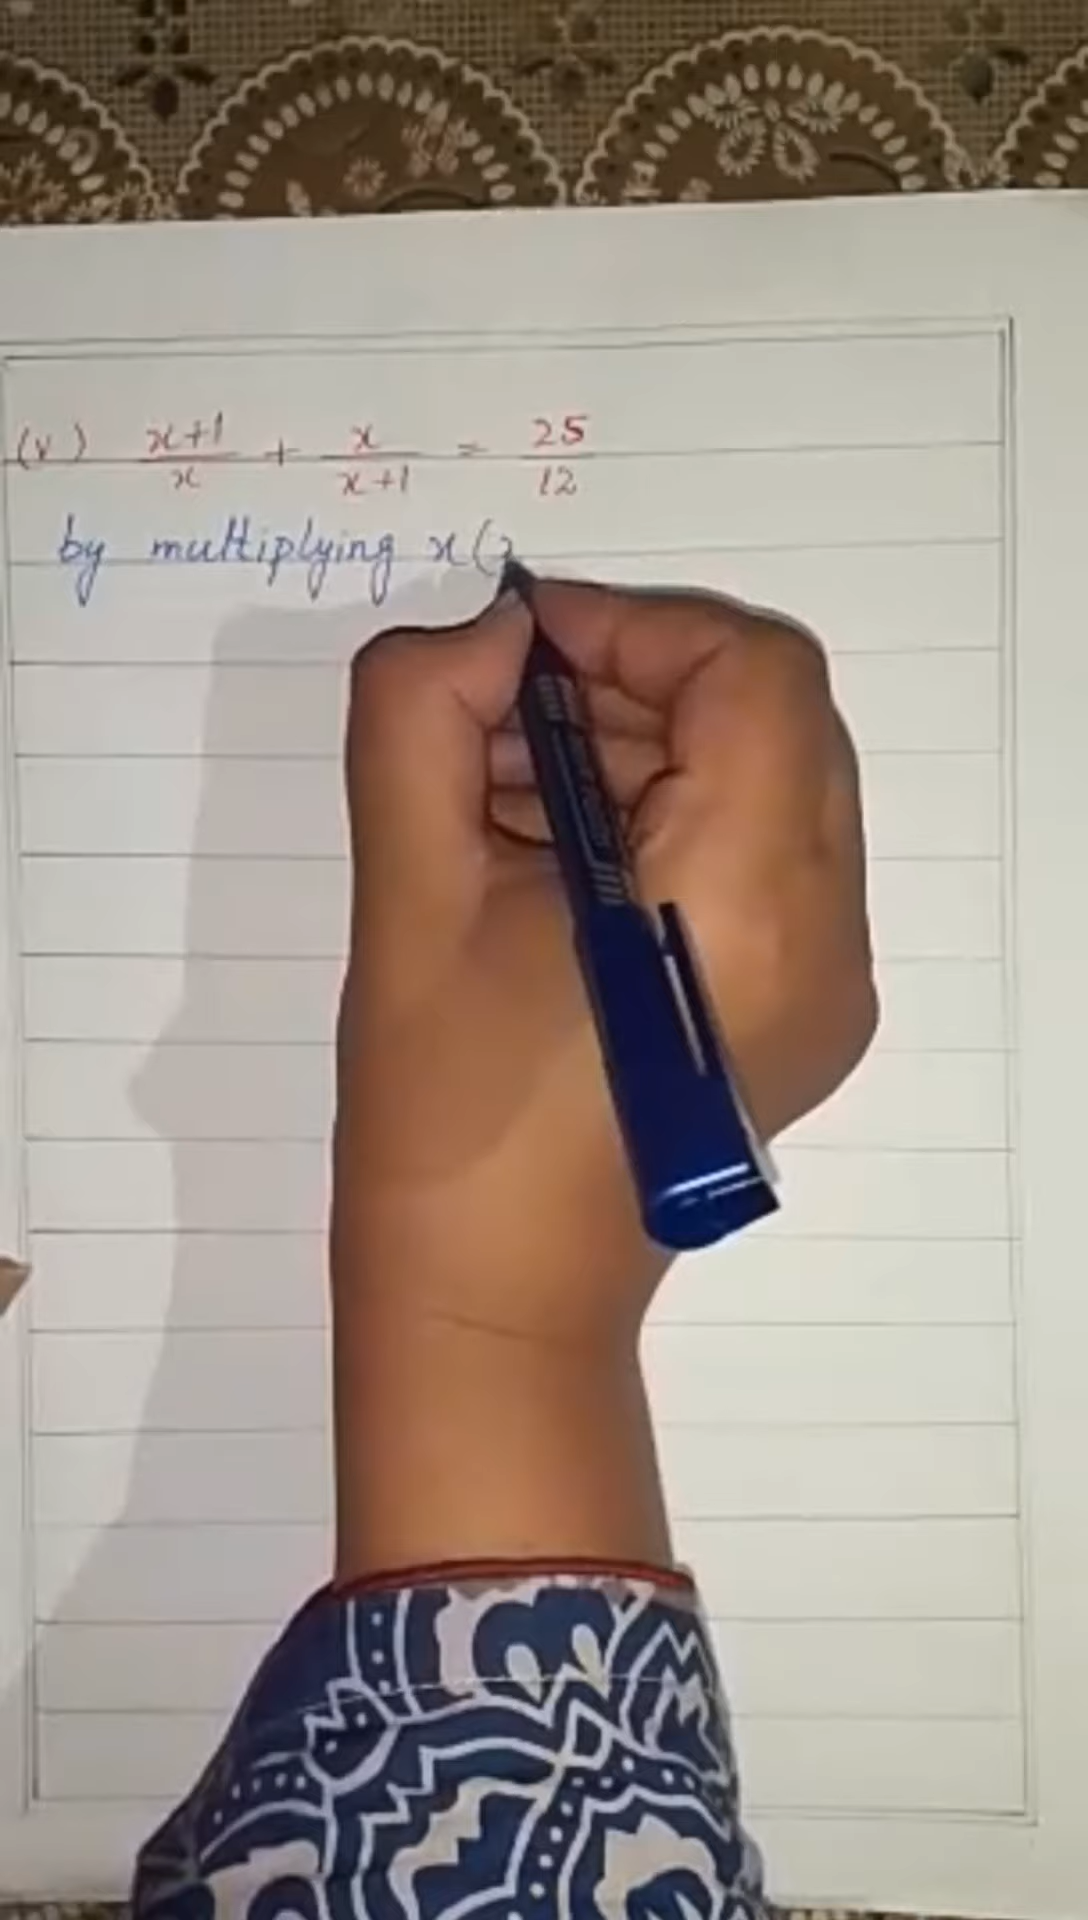 (v) x+1/x + x/x+1 = 25/12
by multiplying x(